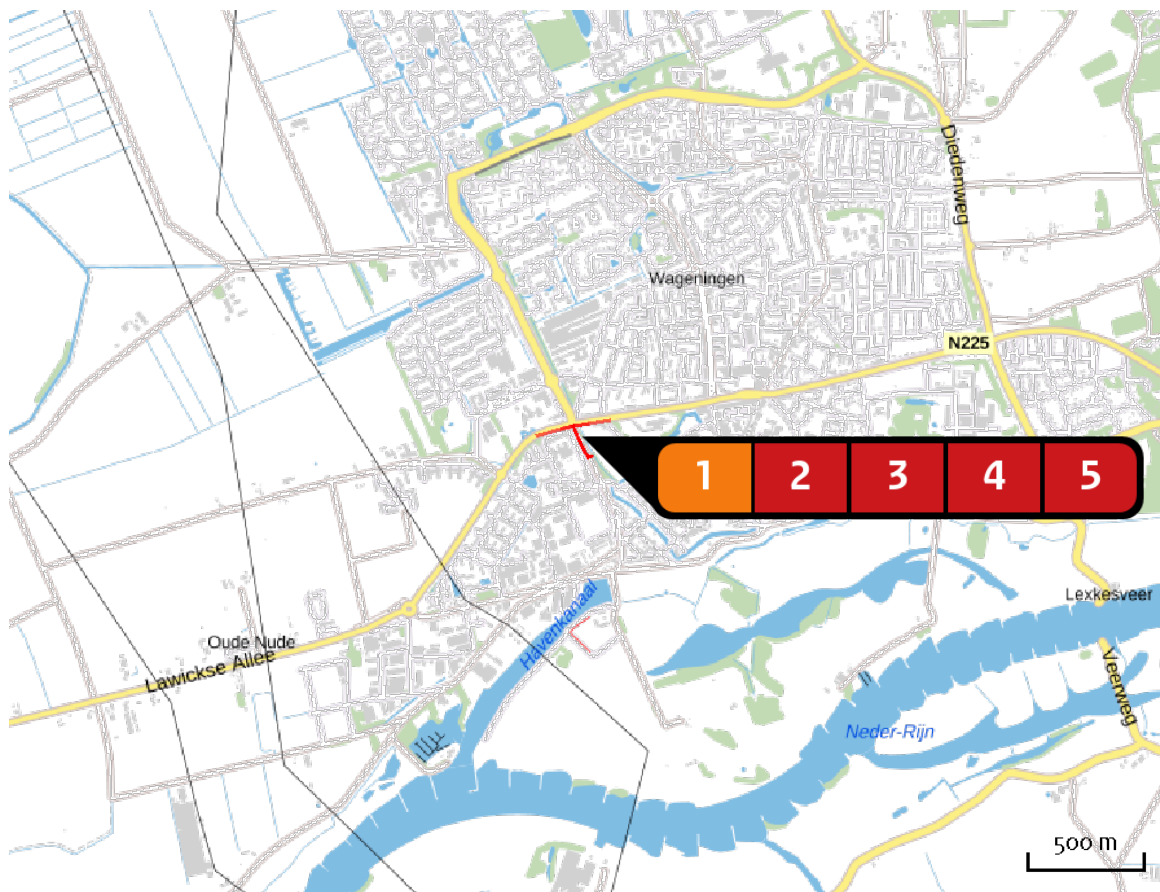 Diedenweg
Wageningen
N225
1 2 3 4 5
Havenkanaal
Lexkesveer
Oude Nude
Lawickse Allee
Veerweg
Neder-Rijn
500 m